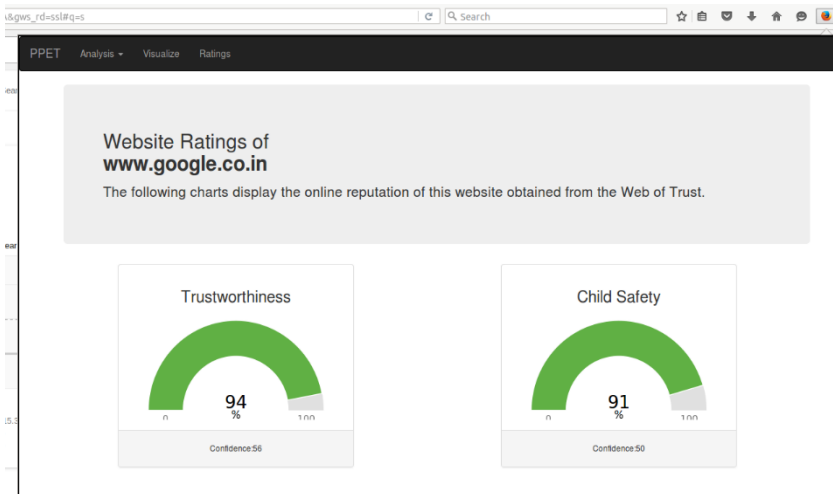 &gws_rd=ssl#q=s
Search
PPET Analysis Visualize Ratings
Website Ratings of
www.google.co.in
The following charts display the online reputation of this website obtained from the Web of Trust.
Trustworthiness
94
%
0 100
Confidence:56
Child Safety
91
%
0 100
Confidence:50